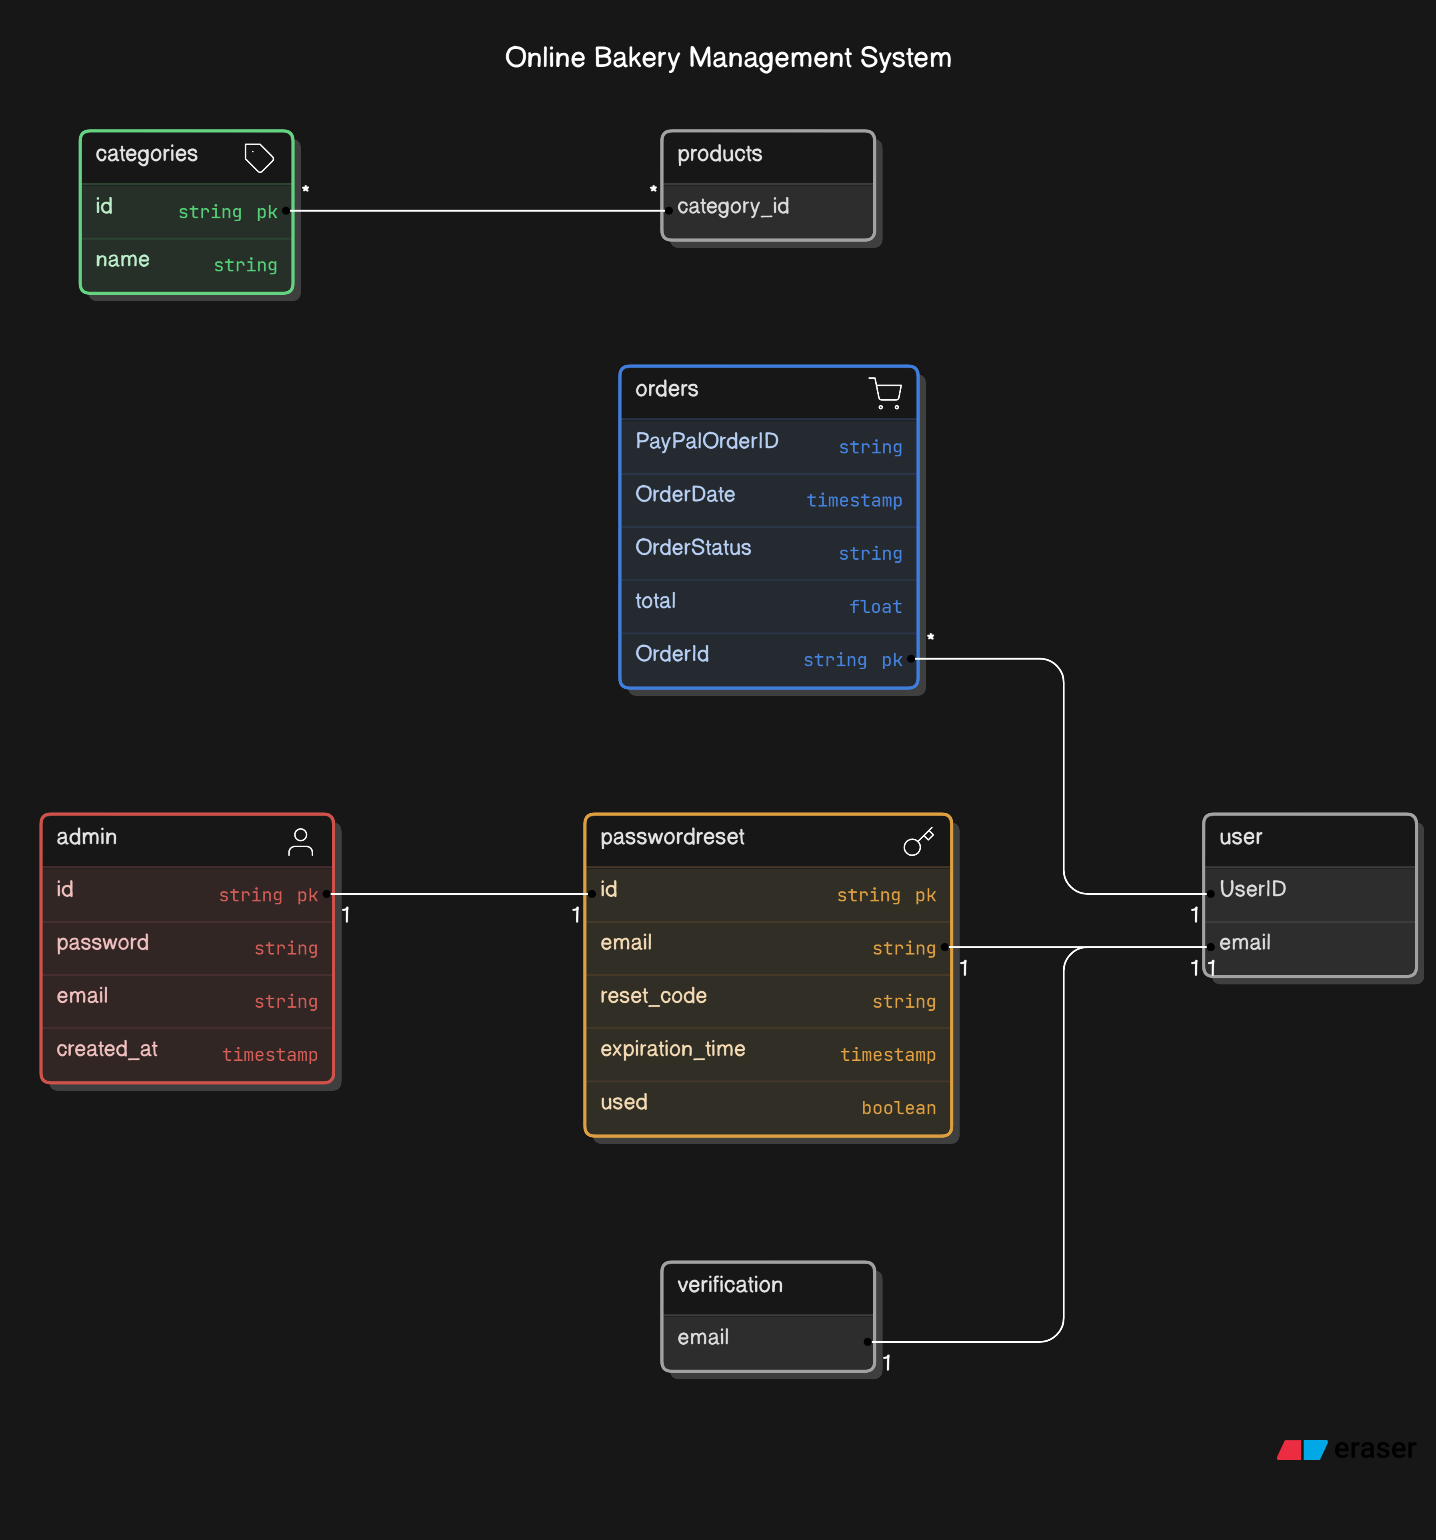 Online Bakery Management System
categories
id string pk
name string
*
*
products
category_id
orders
PayPalOrderID string
OrderDate timestamp
OrderStatus string
total float
OrderId string pk
*
admin
id string pk
password string
email string
created_at timestamp
1
1
passwordreset
id string pk
email string
reset_code string
expiration_time timestamp
used boolean
1
user
UserID
email
1
1 1
verification
email
1
eraser